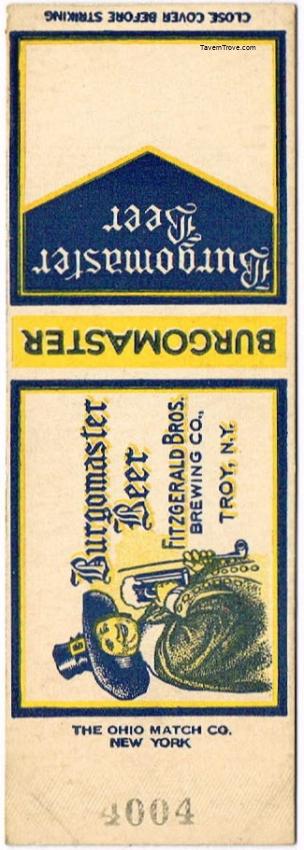 CLOSE COVER BEFORE STRIKING
TavernTrove.com
Burgomaster
Beer
BURGOMASTER
Burgomaster
Beer
FITZGERALD BROS.
BREWING CO.,
TROY, N.Y.
THE OHIO MATCH CO.
NEW YORK
4004